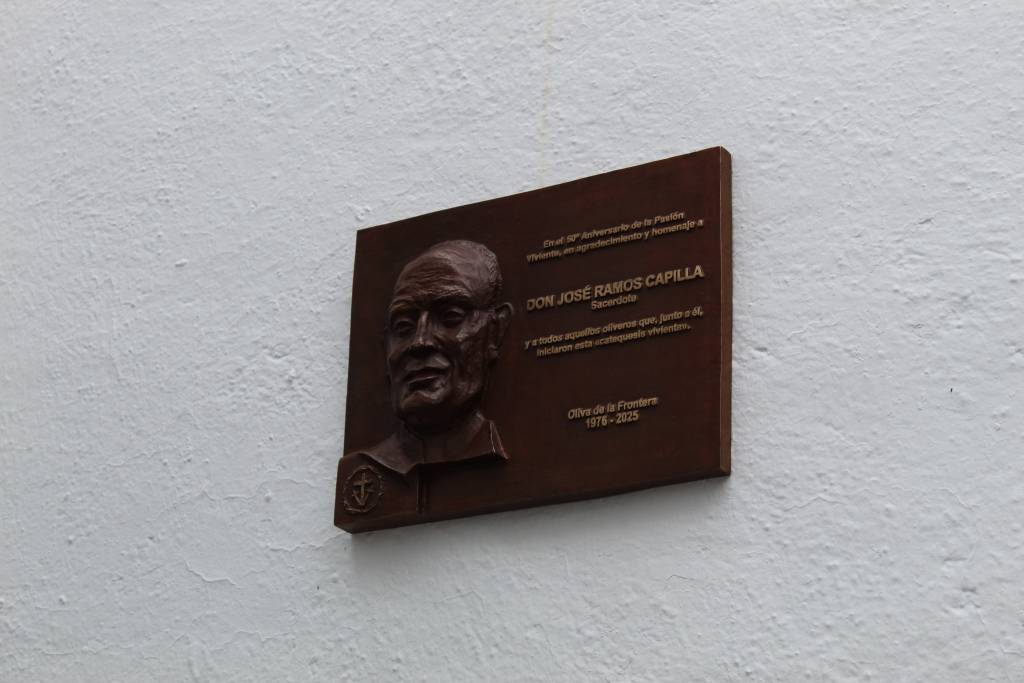 En el 50º Aniversario de la Pasión
Viviente, en agradecimiento y homenaje a
DON JOSÉ RAMOS CAPILLA
Sacerdote
y a todos aquellos oliveros que, junto a él,
iniciaron esta «catequesis viviente».
Oliva de la Frontera
1976 - 2025